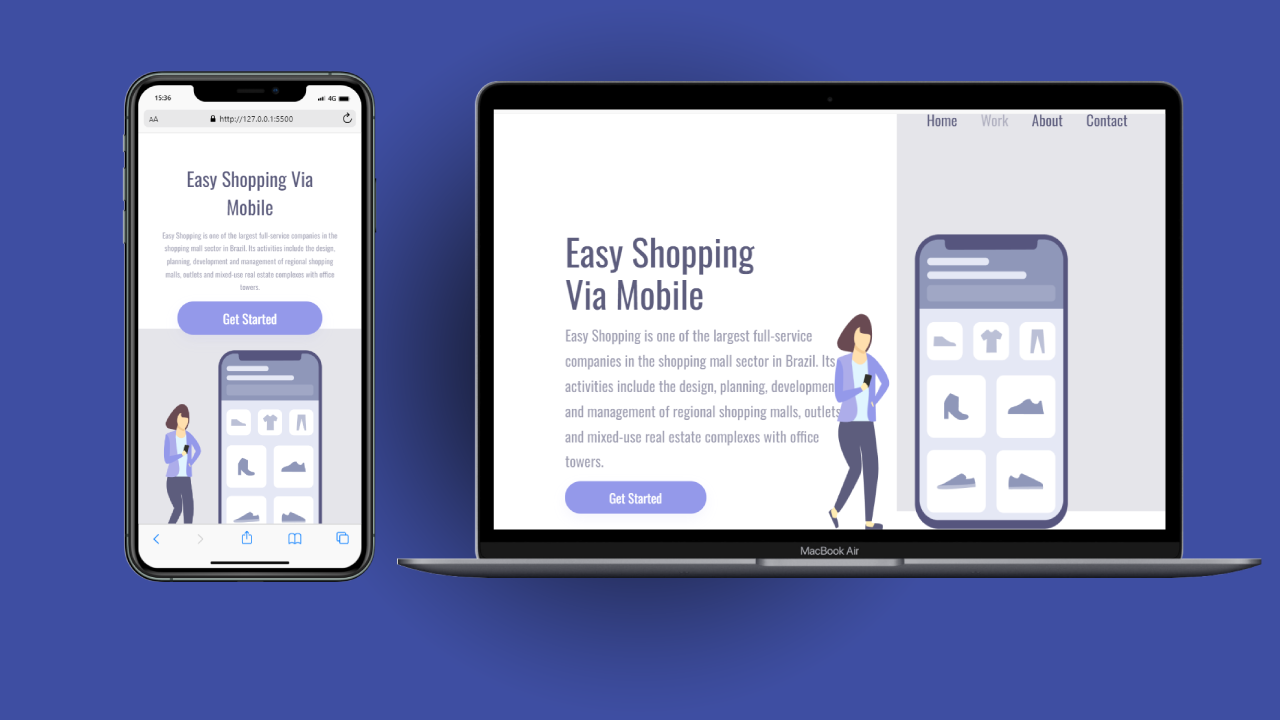 15:36
4G
AA
http://127.0.0.1:5500
Easy Shopping Via
Mobile
Easy Shopping is one of the largest full-service companies in the
shopping mall sector in Brazil. Its activities include the design,
planning, development and management of regional shopping
malls, outlets and mixed-use real estate complexes with office
towers.
Get Started
Home Work About Contact
Easy Shopping
Via Mobile
Easy Shopping is one of the largest full-service
companies in the shopping mall sector in Brazil. Its
activities include the design, planning, developmen
and management of regional shopping malls, outlets
and mixed-use real estate complexes with office
towers.
Get Started
MacBook Air